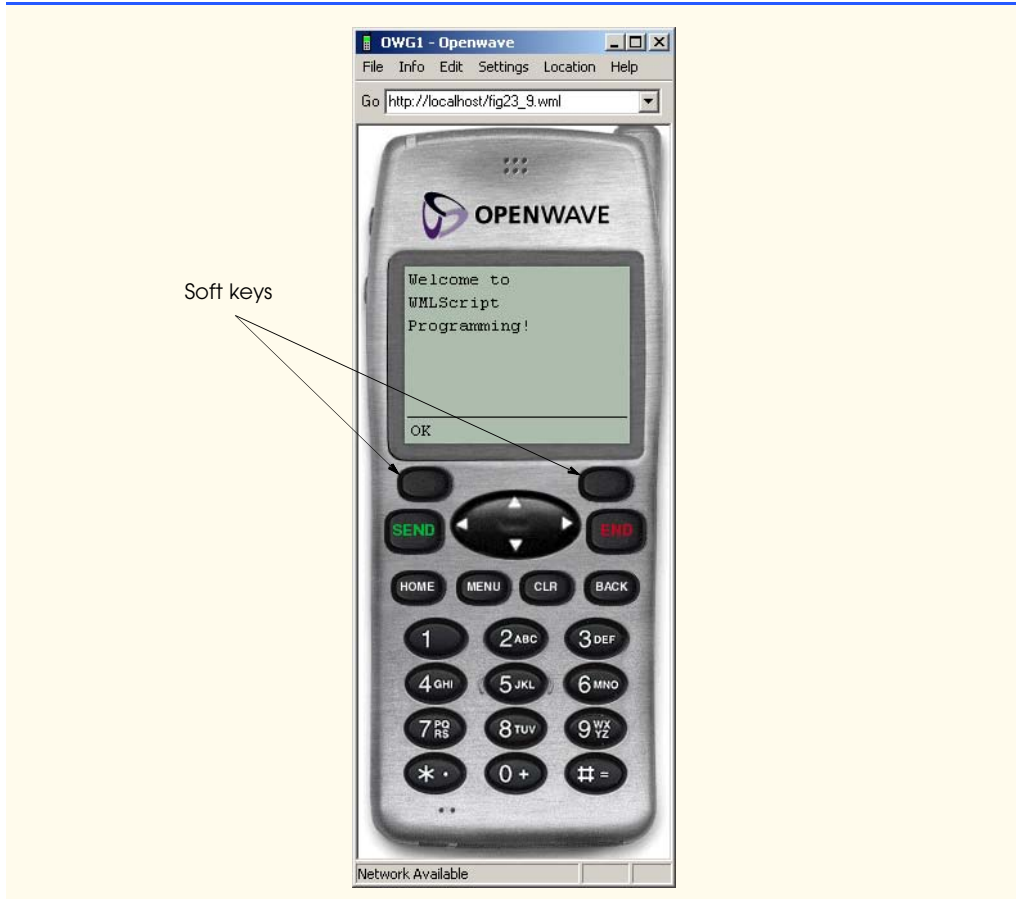 OWG1 - Openwave
File Info Edit Settings Location Help
Go http://localhost/fig23_9.wml
OPENWAVE
Welcome to
WMLScript
Programming!
OK
Soft keys
SEND END
HOME MENU CLR BACK
1 2ABC 3DEF
4GHI 5JKL 6MNO
7PQRS 8TUV 9WXYZ
*· 0+ #=
Network Available